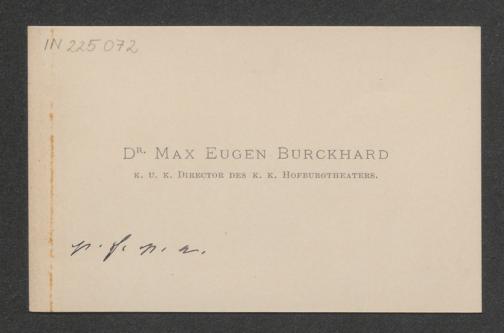 IN 225072
Dr. Max Eugen Burckhard
k. u. k. Director des k. k. Hofburgtheaters.
p. f. n. a.